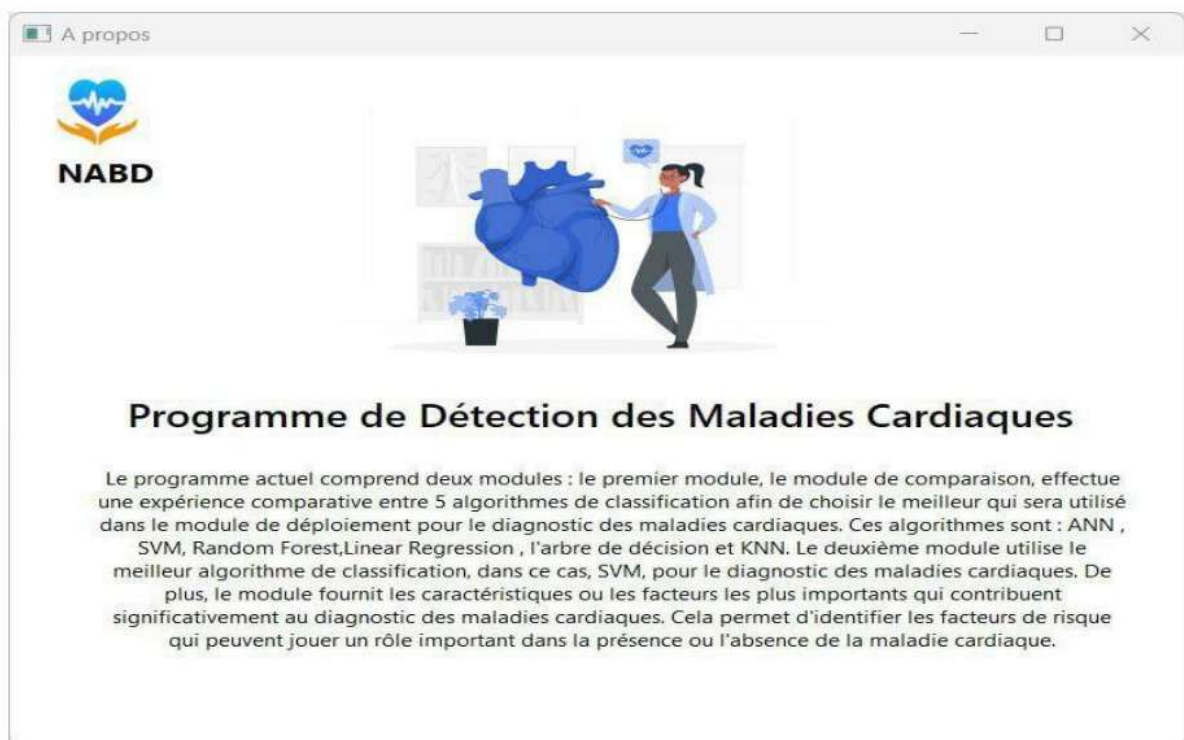 A propos
NABD
Programme de Détection des Maladies Cardiaques
Le programme actuel comprend deux modules : le premier module, le module de comparaison, effectue
une expérience comparative entre 5 algorithmes de classification afin de choisir le meilleur qui sera utilisé
dans le module de déploiement pour le diagnostic des maladies cardiaques. Ces algorithmes sont : ANN ,
SVM, Random Forest,Linear Regression , l'arbre de décision et KNN. Le deuxième module utilise le
meilleur algorithme de classification, dans ce cas, SVM, pour le diagnostic des maladies cardiaques. De
plus, le module fournit les caractéristiques ou les facteurs les plus importants qui contribuent
significativement au diagnostic des maladies cardiaques. Cela permet d'identifier les facteurs de risque
qui peuvent jouer un rôle important dans la présence ou l'absence de la maladie cardiaque.